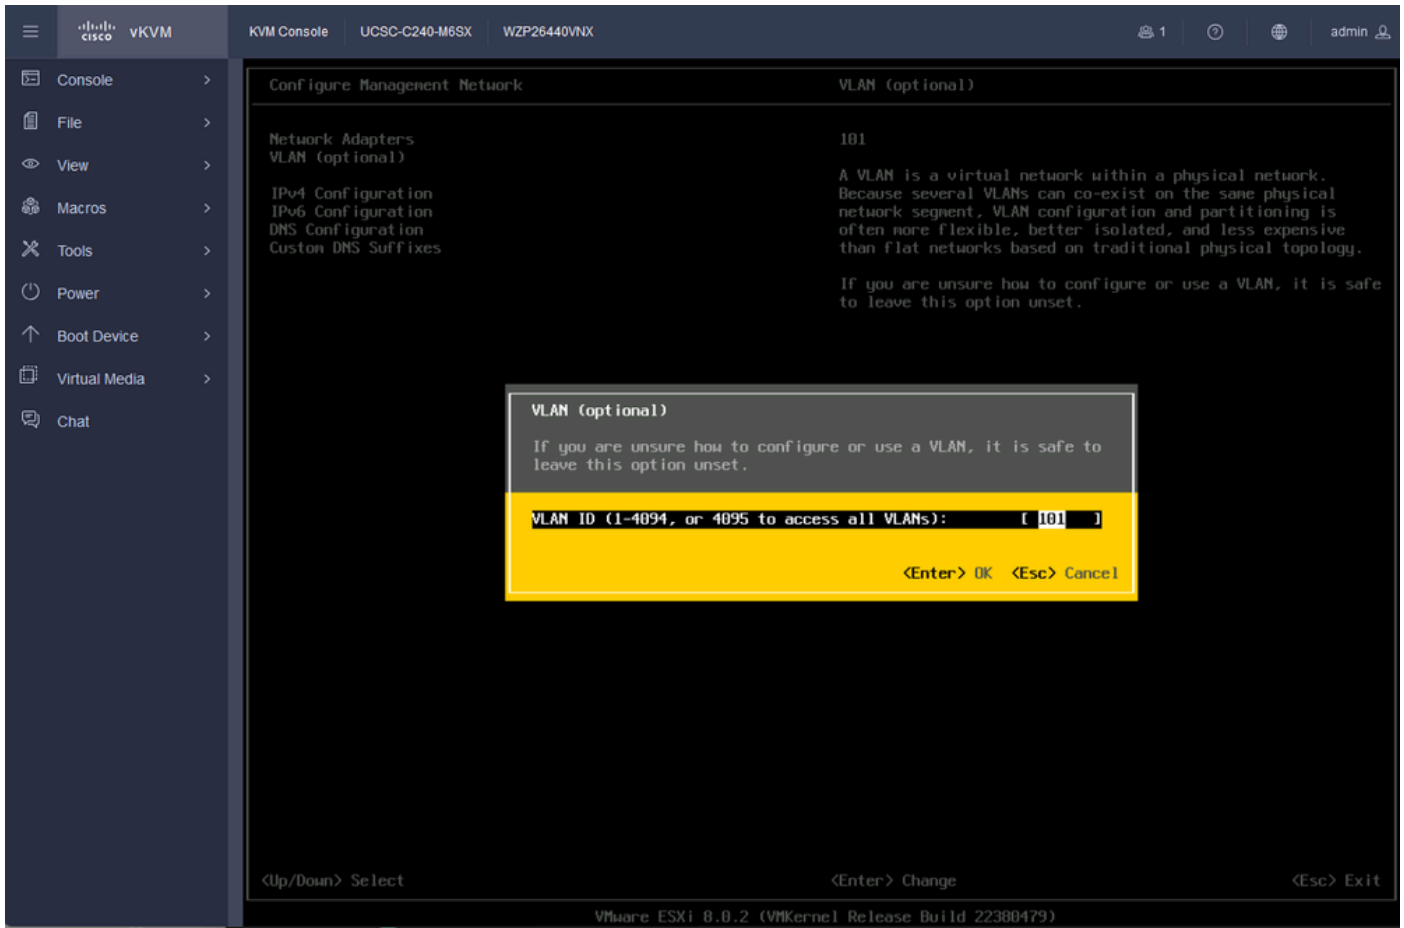 cisco vKVM KVM Console UCSC-C240-M6SX WZP26440VNX 1 admin
Console
File
View
Macros
Tools
Power
Boot Device
Virtual Media
Chat
Configure Management Network VLAN (optional)
Network Adapters
VLAN (optional)
IPv4 Configuration
IPv6 Configuration
DNS Configuration
Custom DNS Suffixes
101
A VLAN is a virtual network within a physical network.
Because several VLANs can co-exist on the same physical
network segment, VLAN configuration and partitioning is
often more flexible, better isolated, and less expensive
than flat networks based on traditional physical topology.
If you are unsure how to configure or use a VLAN, it is safe
to leave this option unset.
VLAN (optional)
If you are unsure how to configure or use a VLAN, it is safe to
leave this option unset.
VLAN ID (1-4094, or 4095 to access all VLANs): [ 101 ]
<Enter> OK <Esc> Cancel
<Up/Down> Select <Enter> Change <Esc> Exit
VMware ESXi 8.0.2 (VMKernel Release Build 22380479)